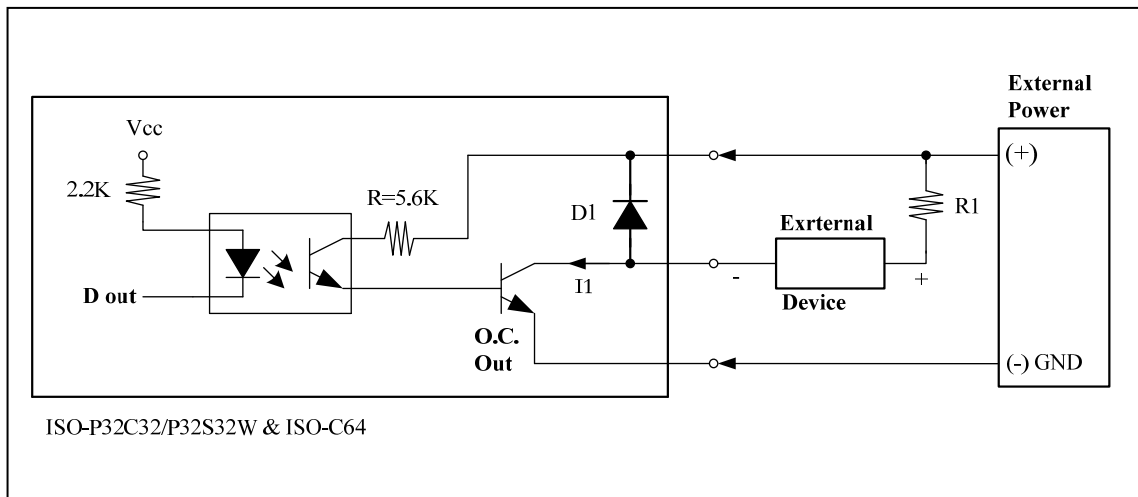 External
Power
Vcc
2.2K
R=5.6K
(+)
D1
R1
Exrternal
D out
I1
-
+
Device
O.C.
Out
(-) GND
ISO-P32C32/P32S32W & ISO-C64